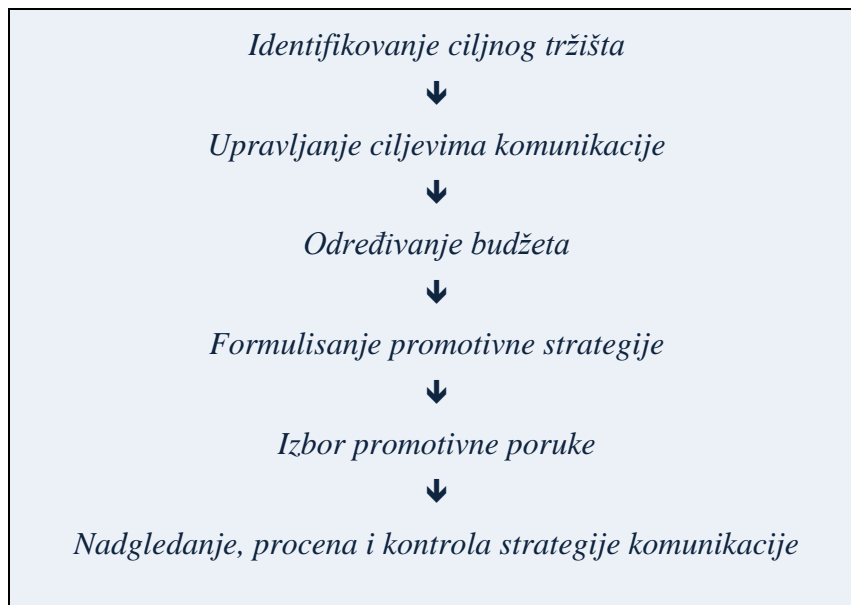 Identifikovanje ciljnog tržišta
Upravljanje ciljevima komunikacije
Određivanje budžeta
Formulisanje promotivne strategije
Izbor promotivne poruke
Nadgledanje, procena i kontrola strategije komunikacije